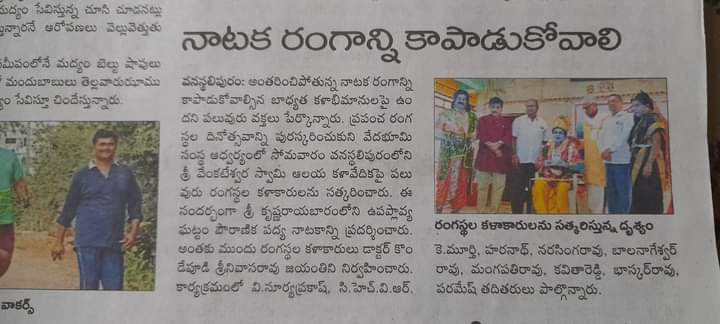 మద్యం సేవిస్తున్న చూసి చూడనట్లు
న్నారనే ఆరోపణలు వెల్లువెత్తుతు
సమీపంలోనే మద్యం బెల్టు షాపులు
మందుబాబులు తెల్లవారుఝాము
సేవిస్తూ చిందేస్తున్నారు.
వాకర్స్
నాటక రంగాన్ని కాపాడుకోవాలి
వనస్థలిపురం: అంతరించిపోతున్న నాటక రంగాన్ని
కాపాడుకోవాల్సిన బాధ్యత కళాభిమానులపై ఉం
దని పలువురు వక్తలు పేర్కొన్నారు. ప్రపంచ రంగ
స్థల దినోత్సవాన్ని పురస్కరించుకుని వేదభూమి
సంస్థ ఆధ్వర్యంలో సోమవారం వనస్థలిపురంలోని
శ్రీ వేంకటేశ్వర స్వామి ఆలయ కళావేదికపై పలు
వురు రంగస్థల కళాకారులను సత్కరించారు. ఈ
సందర్భంగా శ్రీ కృష్ణరాయబారంలోని ఉపప్లావ్య
ఘట్టం పౌరాణిక పద్య నాటకాన్ని ప్రదర్శించారు.
అంతకు ముందు రంగస్థల కళాకారులు డాక్టర్ కొం
డేపూడి శ్రీనివాసరావు జయంతిని నిర్వహించారు.
కార్యక్రమంలో వి.సూర్యప్రకాష్, సి.హెచ్.వి.ఆర్.
రంగస్థల కళాకారులను సత్కరిస్తున్న దృశ్యం
కె.మూర్తి, హరనాథ్, నరసింగరావు, బాలనాగేశ్వర్
రావు, మంగపతిరావు, కవితారెడ్డి, భాస్కర్‌రావు,
పరమేష్ తదితరులు పాల్గొన్నారు.